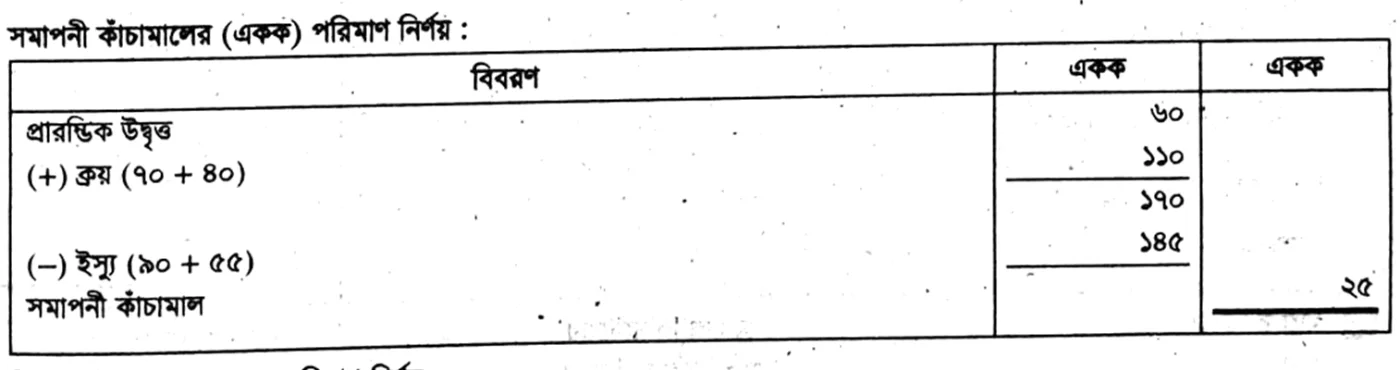 সমাপনী কাঁচামালের (একক) পরিমাণ নির্ণয় :
বিবরণ একক একক
প্রারম্ভিক উদ্বৃত্ত ৬০
(+) ক্রয় (৭০ + ৪০) ১১০
১৭০
(–) ইস্যু (৯০ + ৫৫) ১৪৫
সমাপনী কাঁচামাল ২৫